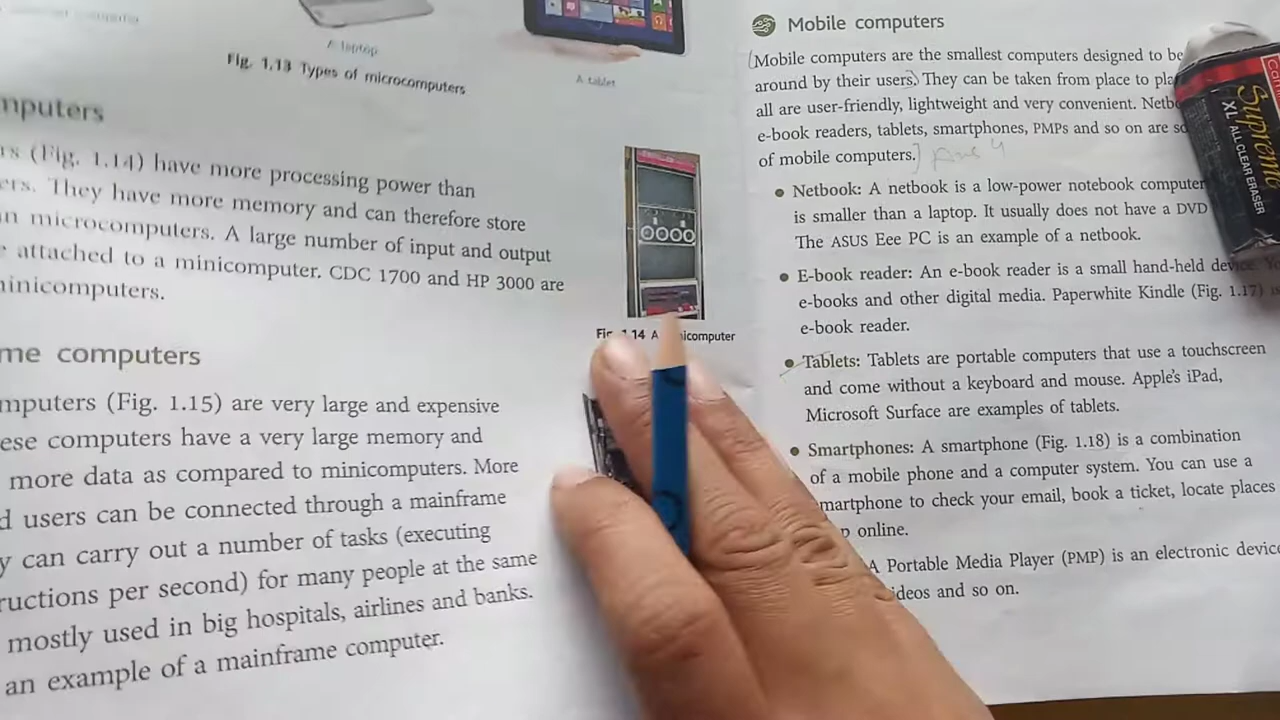 A laptop
Fig. 1.13 Types of microcomputers
A tablet
mputers
rs (Fig. 1.14) have more processing power than
ers. They have more memory and can therefore store
an microcomputers. A large number of input and output
e attached to a minicomputer. CDC 1700 and HP 3000 are
inicomputers.
Fig 1.14 A nicomputer
me computers
mputers (Fig. 1.15) are very large and expensive
ese computers have a very large memory and
more data as compared to minicomputers. More
d users can be connected through a mainframe
y can carry out a number of tasks (executing
ructions per second) for many people at the same
mostly used in big hospitals, airlines and banks.
an example of a mainframe computer.
Mobile computers
Mobile computers are the smallest computers designed to be
around by their users. They can be taken from place to pla
all are user-friendly, lightweight and very convenient. Netbo
e-book readers, tablets, smartphones, PMPs and so on are so
of mobile computers.
• Netbook: A netbook is a low-power notebook computer
is smaller than a laptop. It usually does not have a DVD
The ASUS Eee PC is an example of a netbook.
• E-book reader: An e-book reader is a small hand-held device. Yo
e-books and other digital media. Paperwhite Kindle (Fig. 1.17) is
e-book reader.
• Tablets: Tablets are portable computers that use a touchscreen
and come without a keyboard and mouse. Apple's iPad,
Microsoft Surface are examples of tablets.
• Smartphones: A smartphone (Fig. 1.18) is a combination
of a mobile phone and a computer system. You can use a
martphone to check your email, book a ticket, locate places
p online.
A Portable Media Player (PMP) is an electronic device
ideos and so on.
Supreme
XL ALL CLEAR ERASER